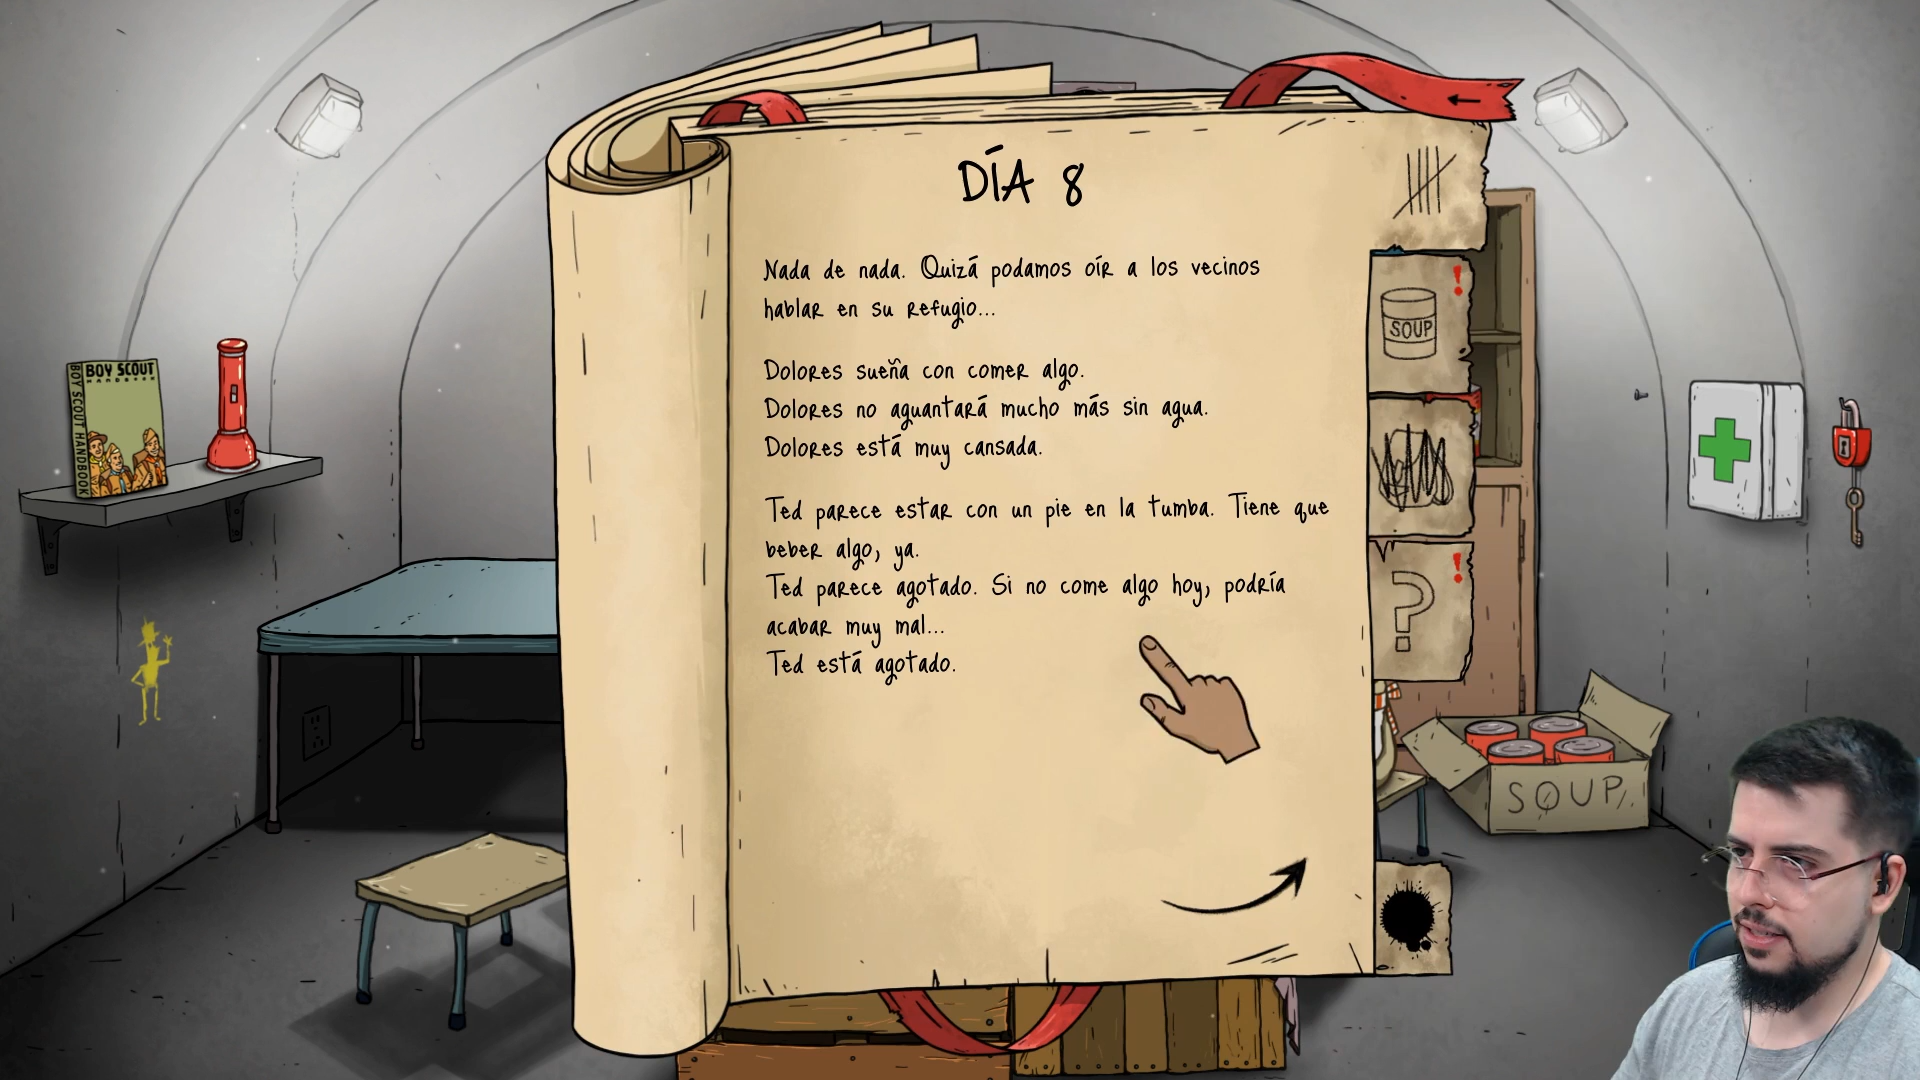 DÍA 8
Nada de nada. Quizá podamos oír a los vecinos
hablar en su refugio...
Dolores sueña con comer algo.
Dolores no aguantará mucho más sin agua.
Dolores está muy cansada.
Ted parece estar con un pie en la tumba. Tiene que
beber algo, ya.
Ted parece agotado. Si no come algo hoy, podría
acabar muy mal...
Ted está agotado.
BOY SCOUT
HANDBOOK
BOY SCOUT HANDBOOK
!
SOUP
!
?
SOUP